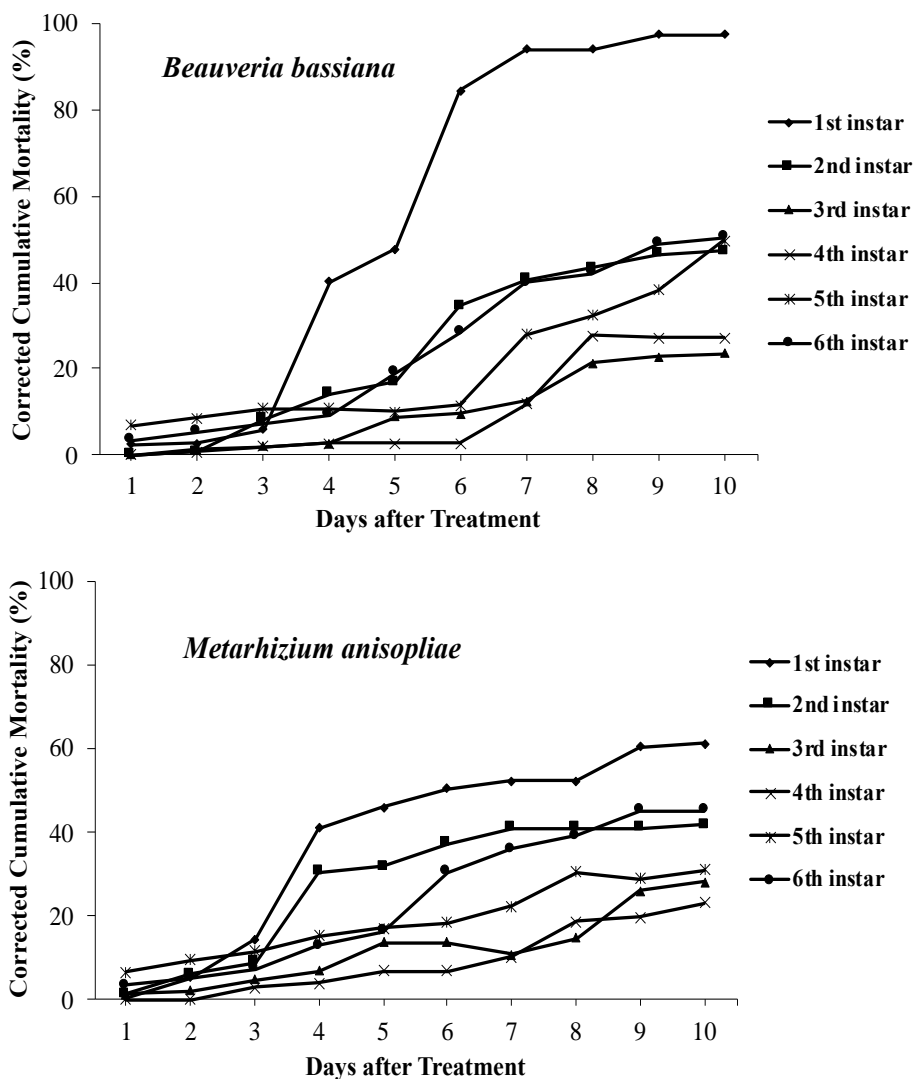 Beauveria bassiana
Corrected Cumulative Mortality (%)
100
80
60
40
20
0
1 2 3 4 5 6 7 8 9 10
Days after Treatment
1st instar
2nd instar
3rd instar
4th instar
5th instar
6th instar
Metarhizium anisopliae
Corrected Cumulative Mortality (%)
100
80
60
40
20
0
1 2 3 4 5 6 7 8 9 10
Days after Treatment
1st instar
2nd instar
3rd instar
4th instar
5th instar
6th instar